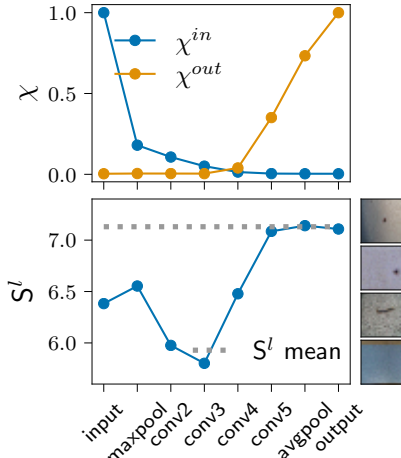 1.0
0.5
0.0
χ
χ^in
χ^out
7.0
6.5
6.0
S^l
S^l mean
input
maxpool
conv2
conv3
conv4
conv5
avgpool
output